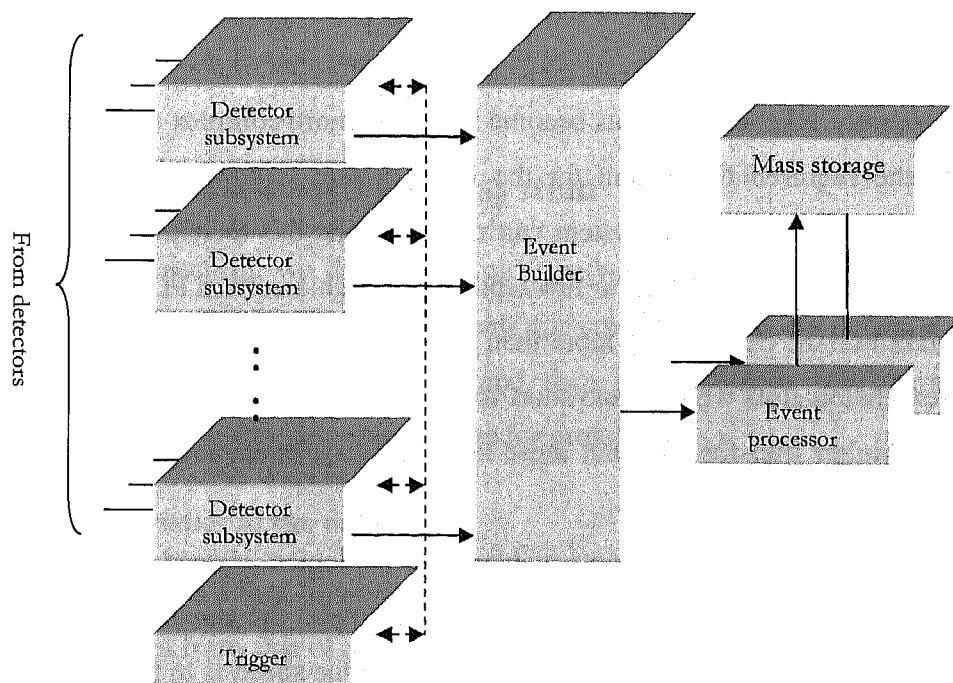 From detectors
Detector
subsystem
Detector
subsystem
Detector
subsystem
Trigger
Event
Builder
Mass storage
Event
processor